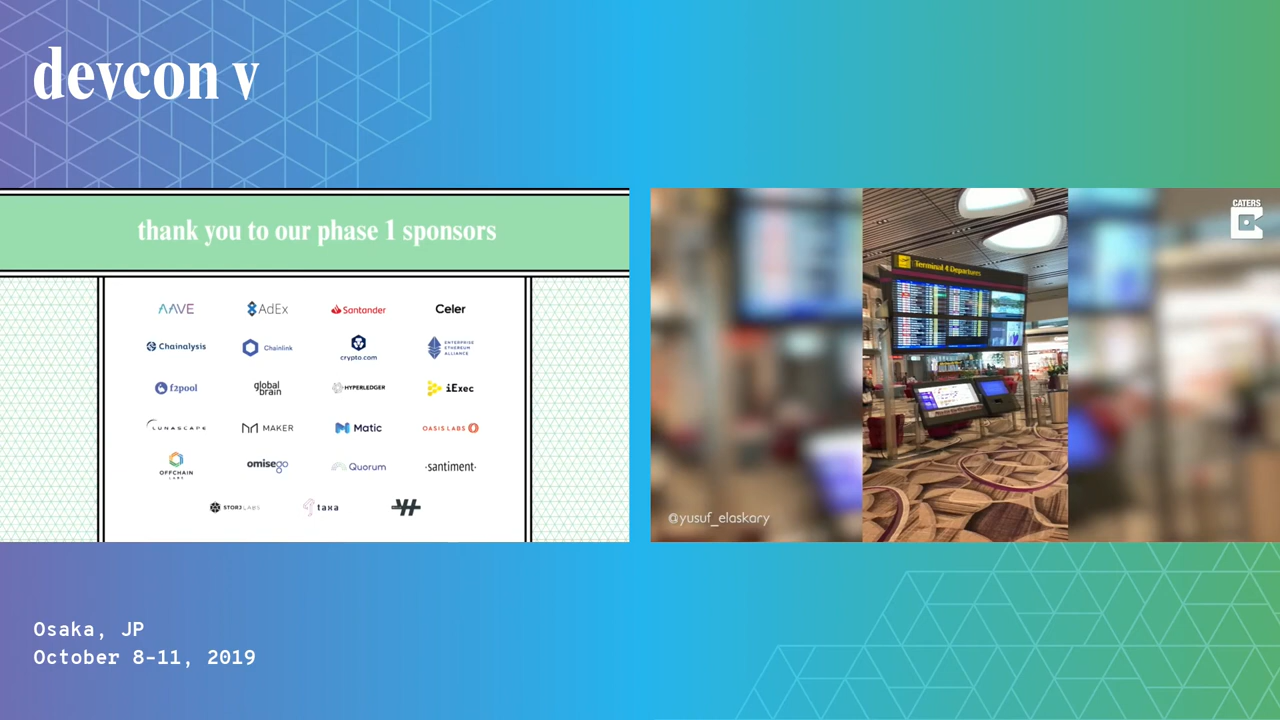 devcon v
thank you to our phase 1 sponsors
AAVE AdEx Santander Celer
Chainalysis Chainlink crypto.com ENTERPRISE ETHEREUM ALLIANCE
f2pool global brain HYPERLEDGER iExec
LUNASCAPE MAKER Matic OASIS LABS
OFFCHAIN LABS omisego Quorum ·santiment·
STORJ LABS taxa
CATERS
Terminal 4 Departures
@yusuf_elaskary
Osaka, JP
October 8-11, 2019